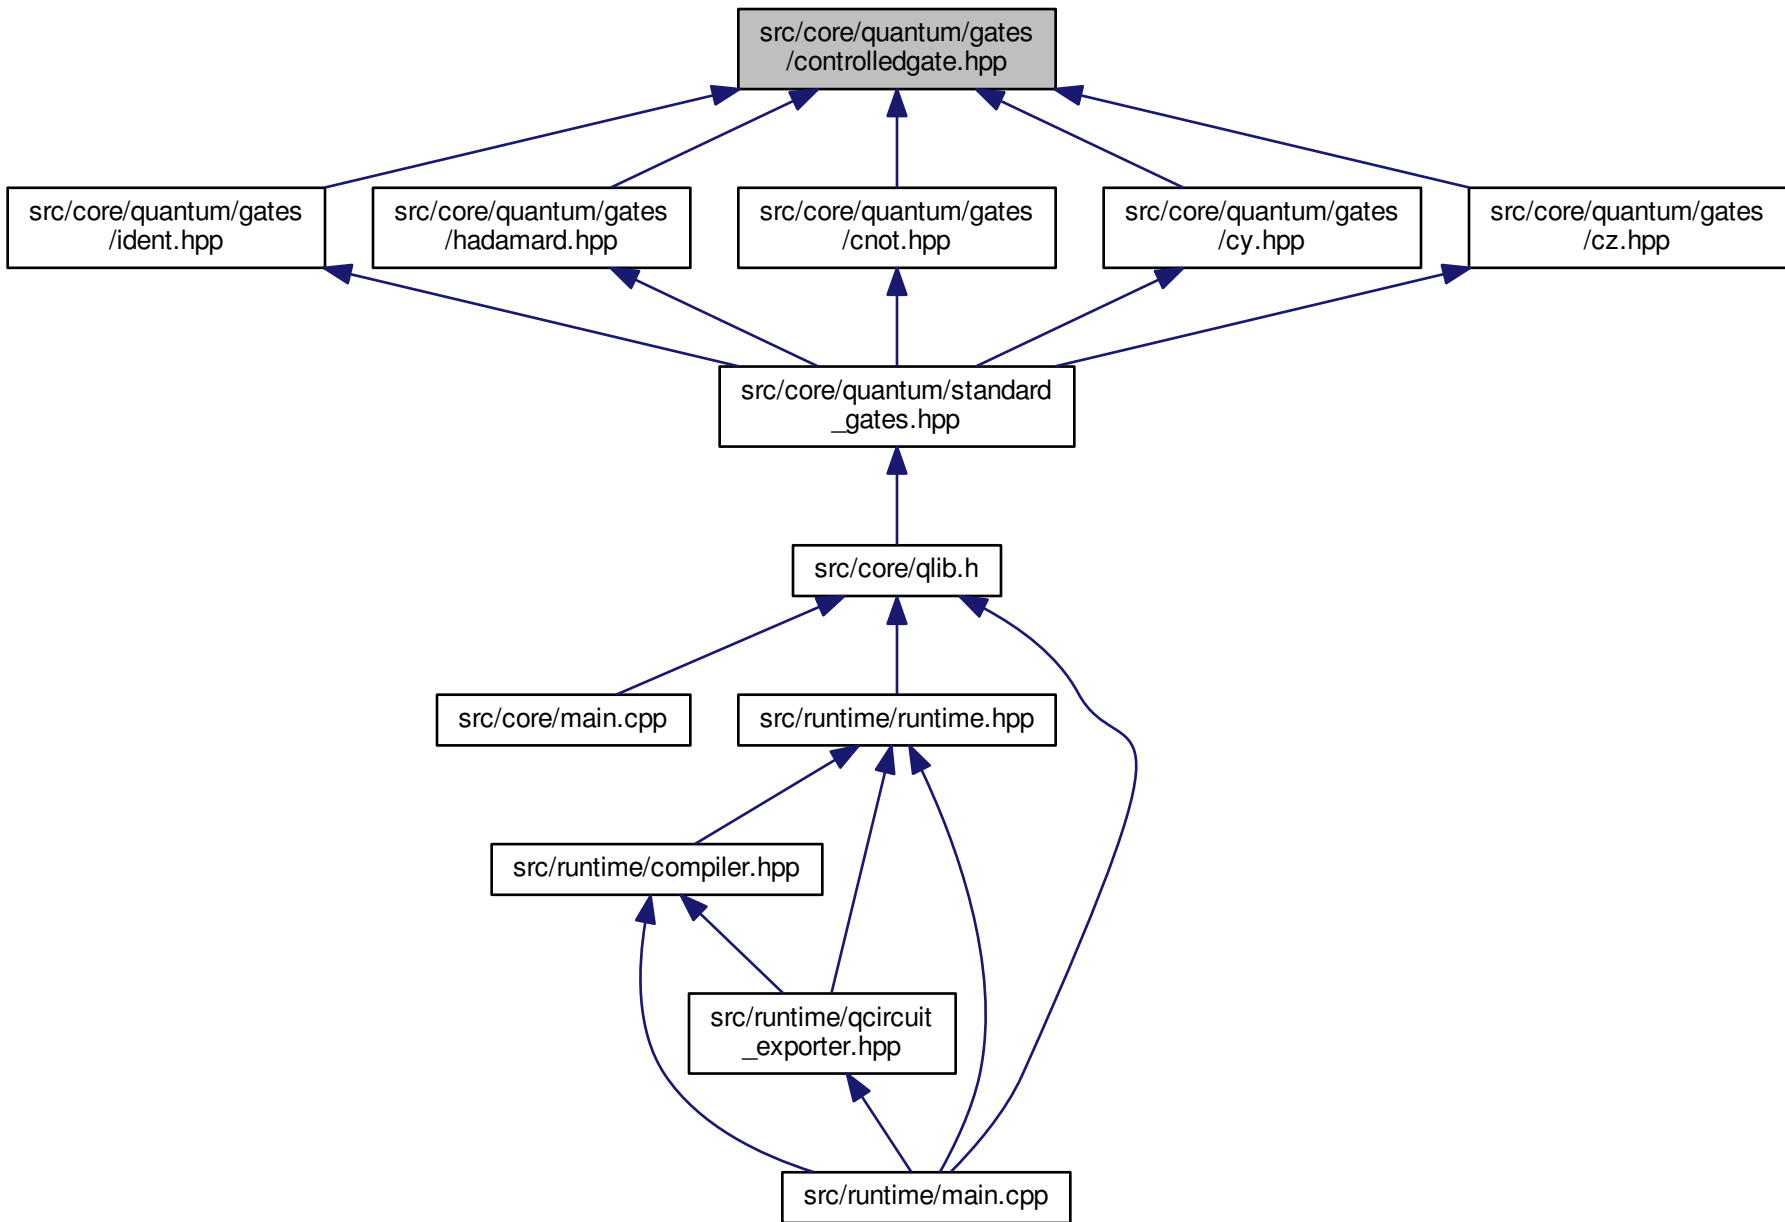 src/core/quantum/gates
/controlledgate.hpp
src/core/quantum/gates
/ident.hpp
src/core/quantum/gates
/hadamard.hpp
src/core/quantum/gates
/cnot.hpp
src/core/quantum/gates
/cy.hpp
src/core/quantum/gates
/cz.hpp
src/core/quantum/standard
_gates.hpp
src/core/qlib.h
src/core/main.cpp
src/runtime/runtime.hpp
src/runtime/compiler.hpp
src/runtime/qcircuit
_exporter.hpp
src/runtime/main.cpp